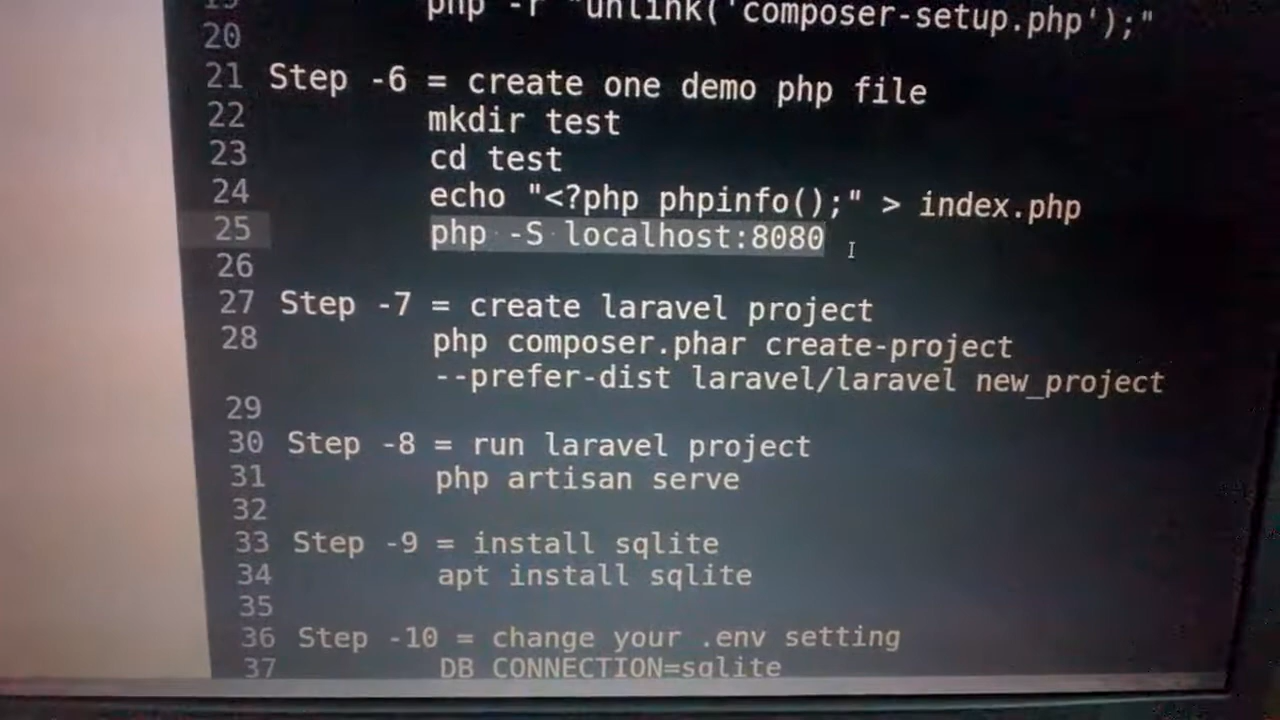 19 php -r "unlink('composer-setup.php');"
20
21 Step -6 = create one demo php file
22 mkdir test
23 cd test
24 echo "<?php phpinfo();" > index.php
25 php -S localhost:8080
26
27 Step -7 = create laravel project
28 php composer.phar create-project
--prefer-dist laravel/laravel new_project
29
30 Step -8 = run laravel project
31 php artisan serve
32
33 Step -9 = install sqlite
34 apt install sqlite
35
36 Step -10 = change your .env setting
37 DB_CONNECTION=sqlite